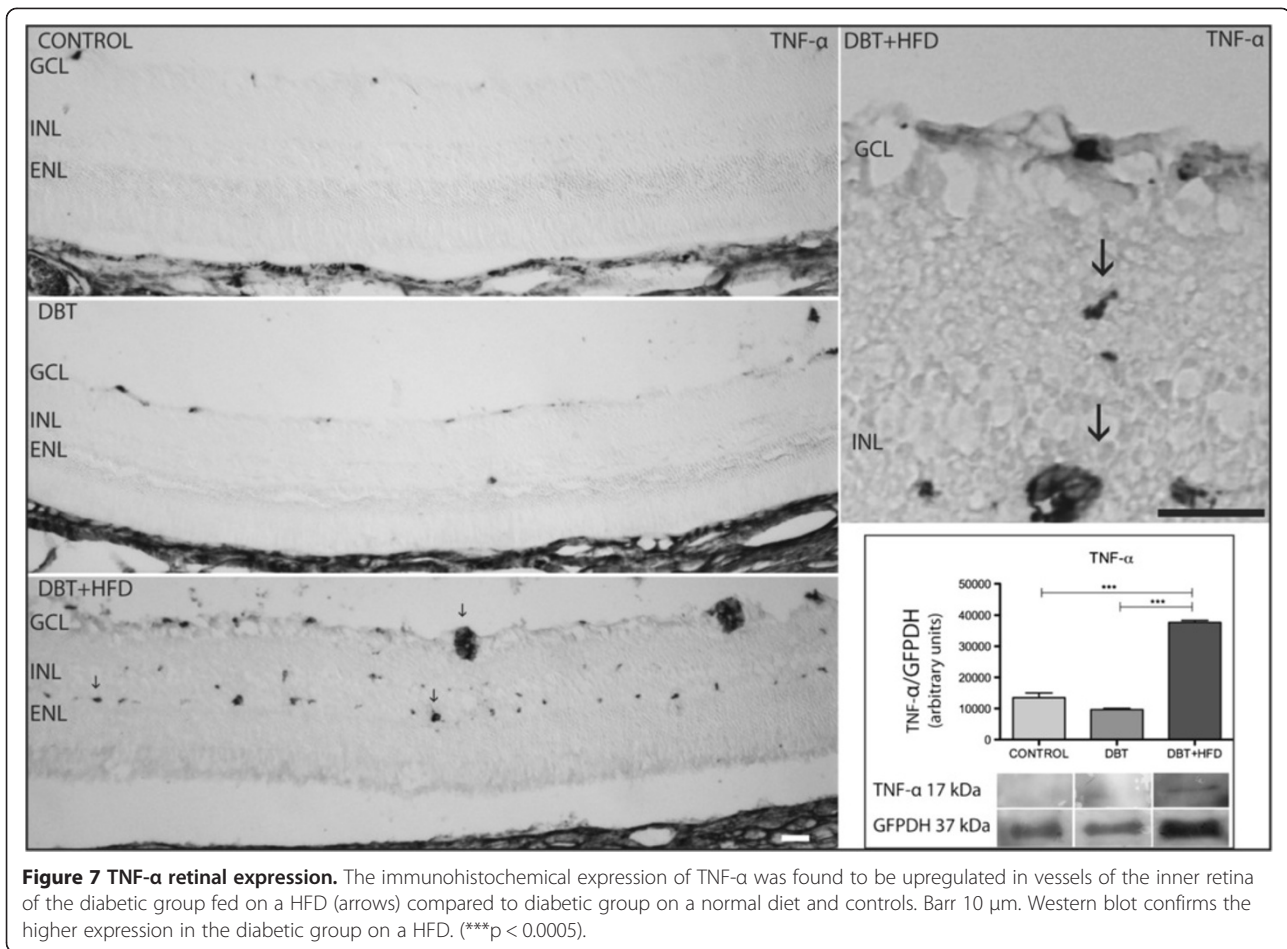 CONTROL
TNF-α
GCL
INL
ENL
DBT
GCL
INL
ENL
DBT+HFD
GCL
INL
ENL
DBT+HFD
TNF-α
GCL
INL
TNF-α
50000
40000
30000
20000
10000
0
TNF-α/GFPDH
(arbitrary units)
***
***
CONTROL
DBT
DBT+HFD
TNF-α 17 kDa
GFPDH 37 kDa
Figure 7 TNF-α retinal expression. The immunohistochemical expression of TNF-α was found to be upregulated in vessels of the inner retina
of the diabetic group fed on a HFD (arrows) compared to diabetic group on a normal diet and controls. Barr 10 μm. Western blot confirms the
higher expression in the diabetic group on a HFD. (***p < 0.0005).